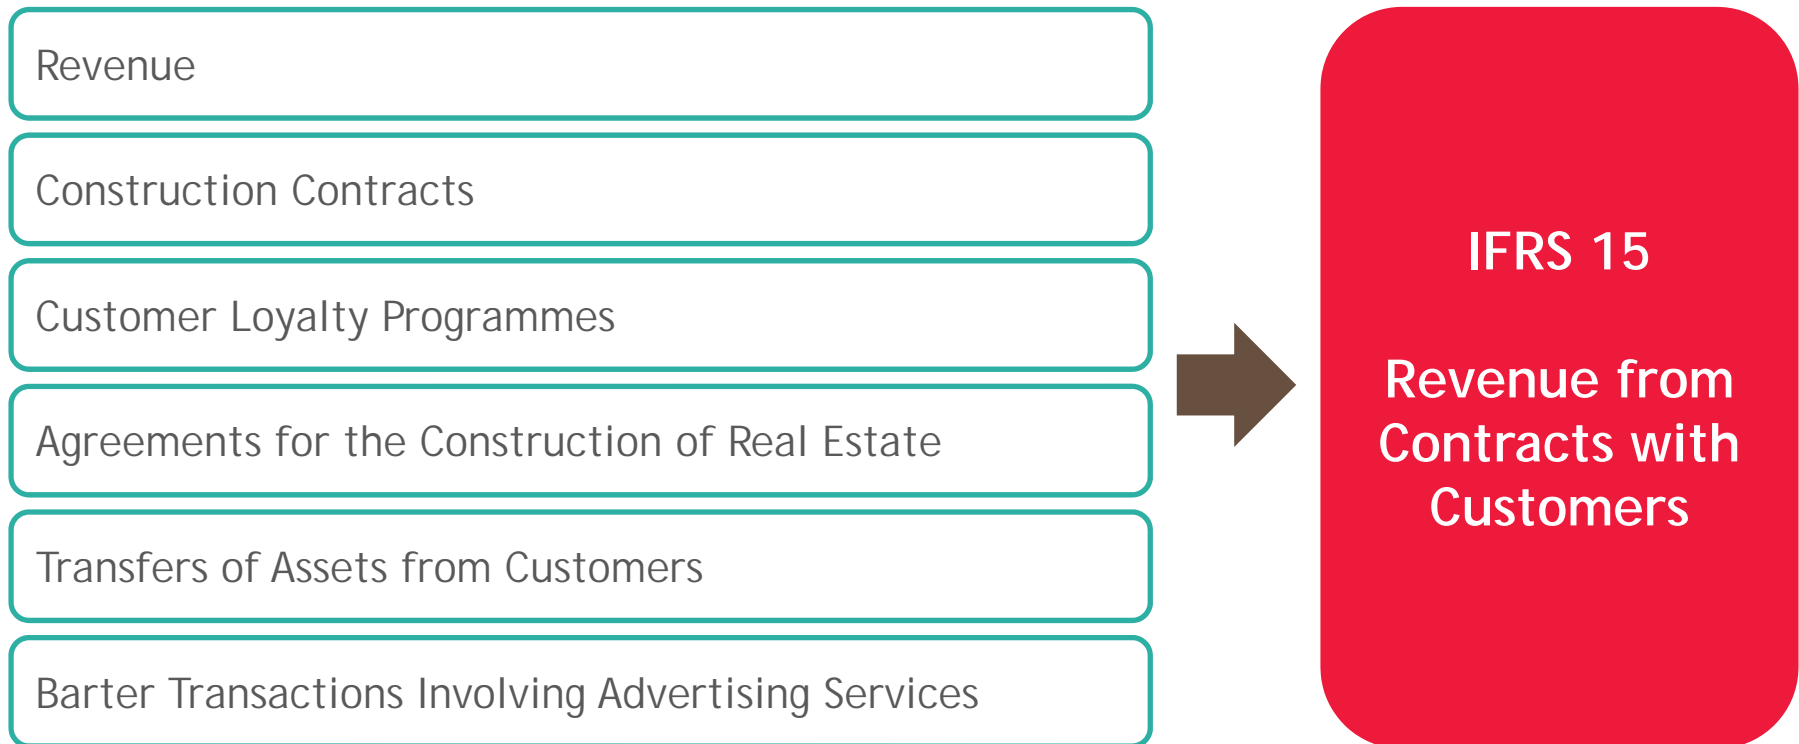 Revenue
Construction Contracts
Customer Loyalty Programmes
Agreements for the Construction of Real Estate
Transfers of Assets from Customers
Barter Transactions Involving Advertising Services
IFRS 15
Revenue from
Contracts with
Customers